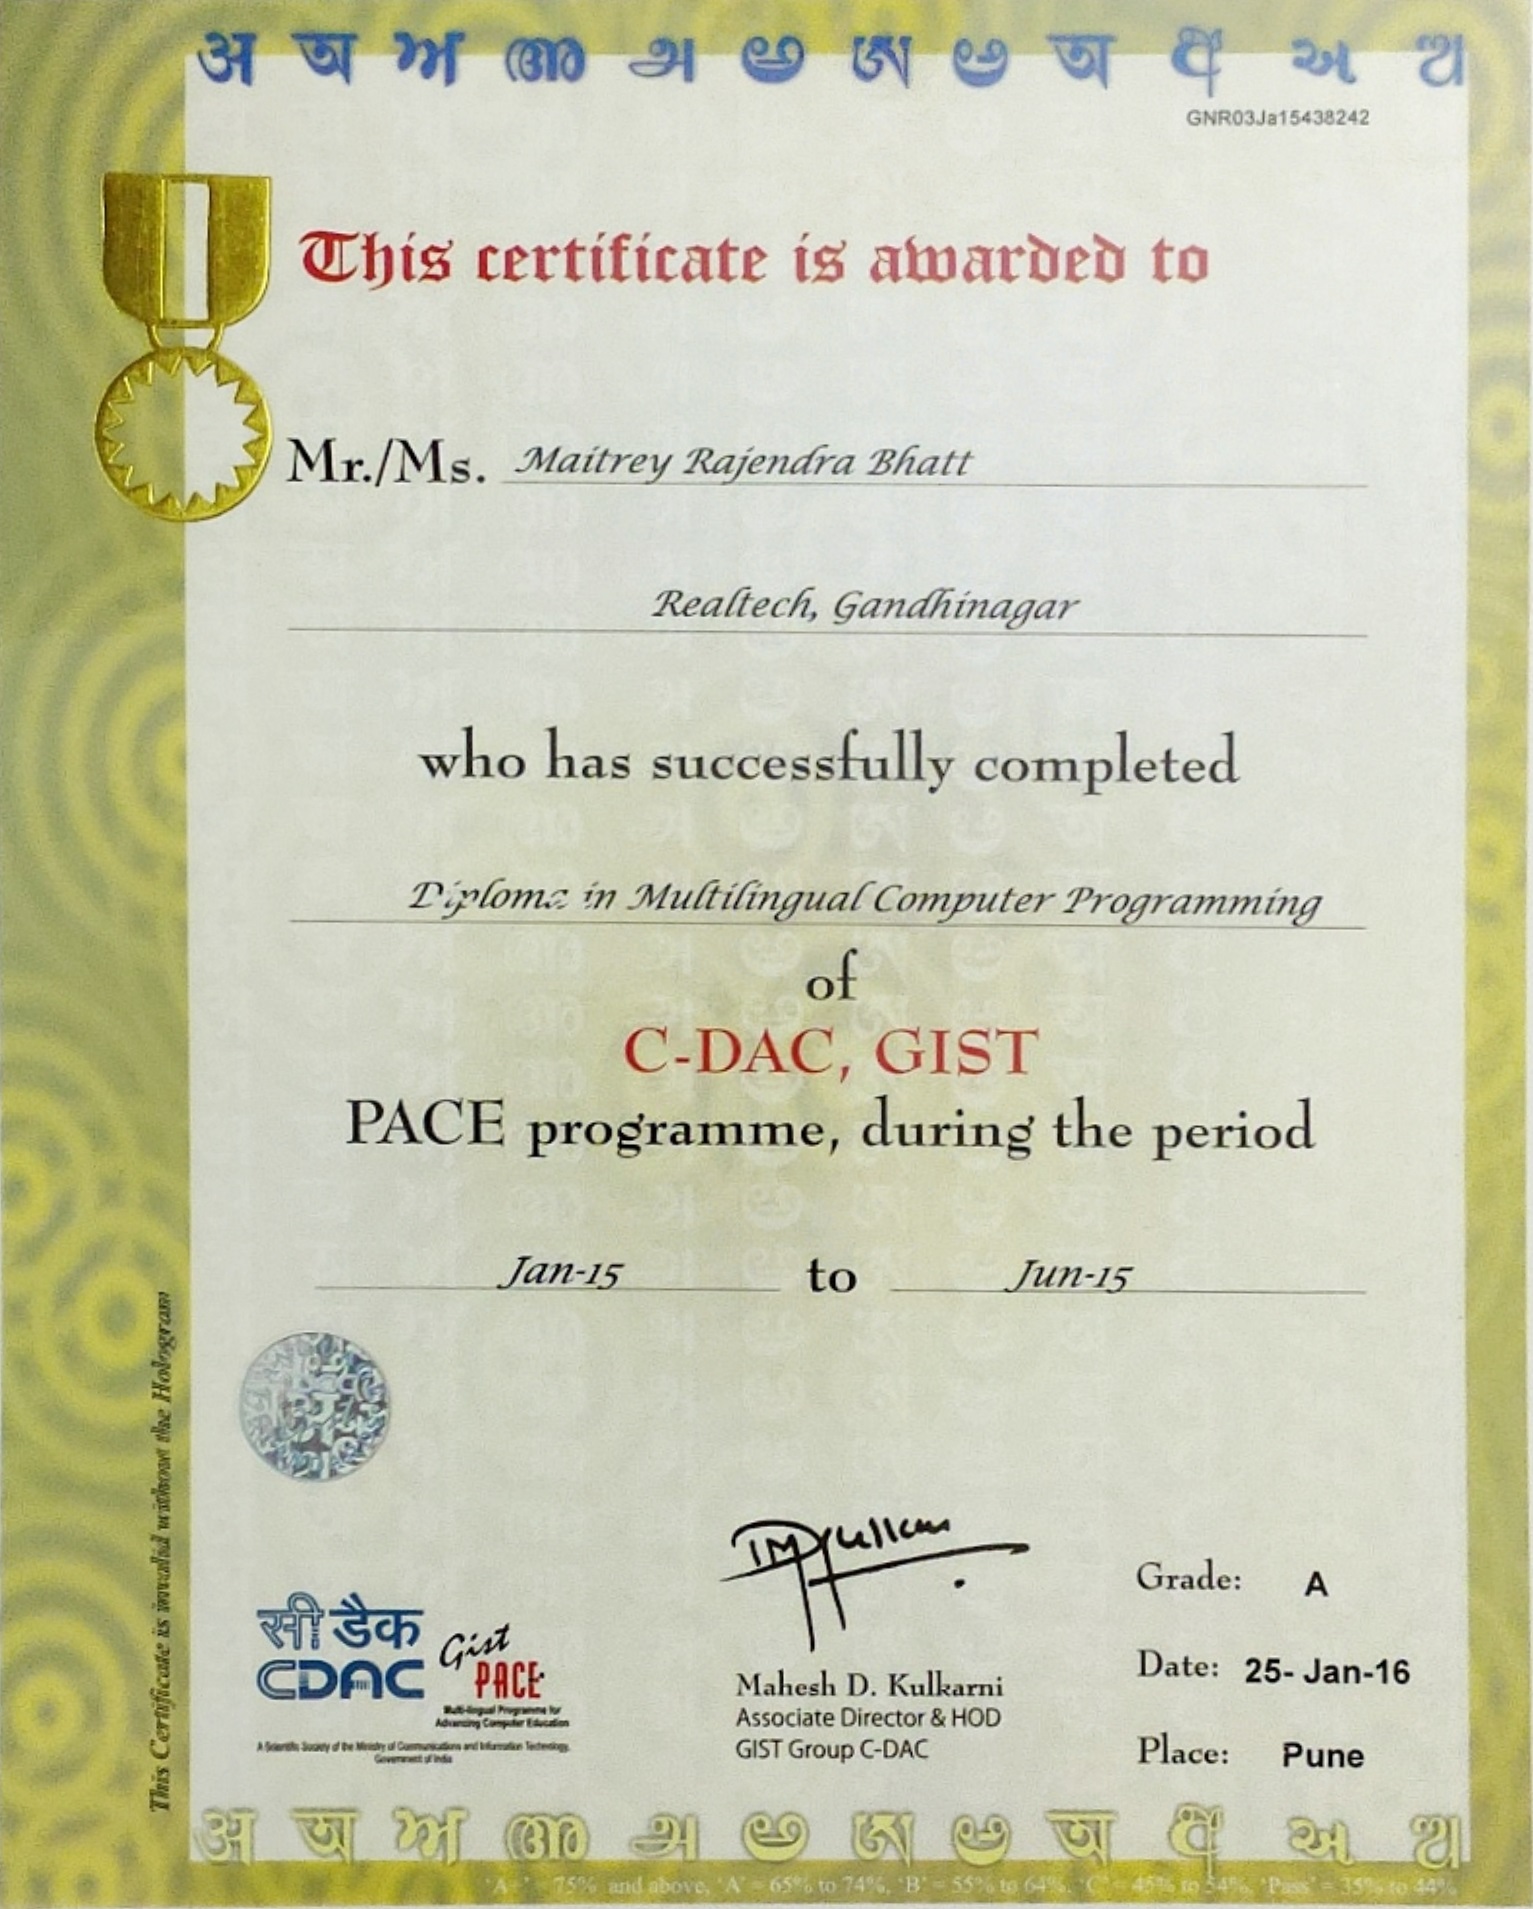 अ অ ਅ അ அ అ ଅ ಅ অ අ અ ථ
GNR03Ja15438242
This certificate is awarded to
Mr./Ms. Maitrey Rajendra Bhatt
Realtech, Gandhinagar
who has successfully completed
Diploma in Multilingual Computer Programming
of
C-DAC, GIST
PACE programme, during the period
Jan-15 to Jun-15
This Certificate is invalid without the Hologram
सी डैक
CDAC
Gist
PACE
Multi-lingual Programme for
Advancing Computer Education
A Scientific Society of the Ministry of Communications and Information Technology,
Government of India
Mahesh D. Kulkarni
Associate Director & HOD
GIST Group C-DAC
Grade: A
Date: 25- Jan-16
Place: Pune
'A+' = 75% and above, 'A' = 65% to 74%, 'B' = 55% to 64%, 'C' = 45% to 54%, 'Pass' = 35% to 44%